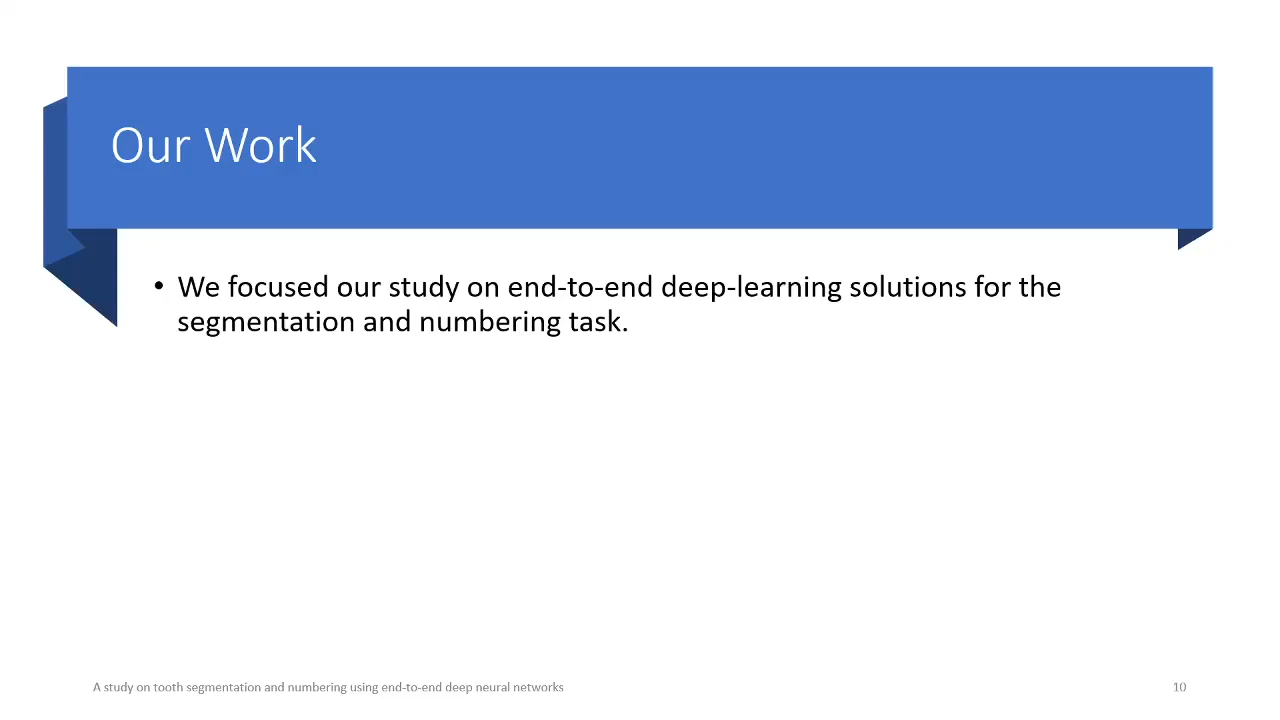 Our Work
• We focused our study on end-to-end deep-learning solutions for the
segmentation and numbering task.
A study on tooth segmentation and numbering using end-to-end deep neural networks
10